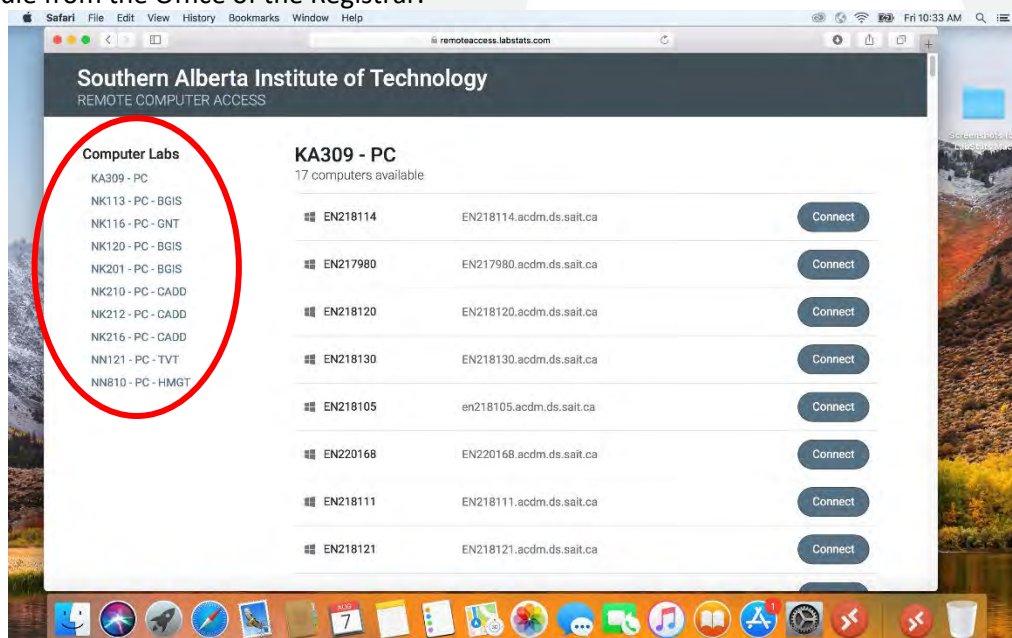 ule from the Office of the Registrar.
Safari File Edit View History Bookmarks Window Help Fri 10:33 AM
remoteaccess.labstats.com
Southern Alberta Institute of Technology
REMOTE COMPUTER ACCESS
Computer Labs
KA309 - PC
NK113 - PC - BGIS
NK116 - PC - GNT
NK120 - PC - BGIS
NK201 - PC - BGIS
NK210 - PC - CADD
NK212 - PC - CADD
NK216 - PC - CADD
NN121 - PC - TVT
NN810 - PC - HMGT
KA309 - PC
17 computers available
EN218114 EN218114.acdm.ds.sait.ca Connect
EN217980 EN217980.acdm.ds.sait.ca Connect
EN218120 EN218120.acdm.ds.sait.ca Connect
EN218130 EN218130.acdm.ds.sait.ca Connect
EN218105 en218105.acdm.ds.sait.ca Connect
EN220168 EN220168.acdm.ds.sait.ca Connect
EN218111 EN218111.acdm.ds.sait.ca Connect
EN218121 EN218121.acdm.ds.sait.ca Connect
AUG
7
1